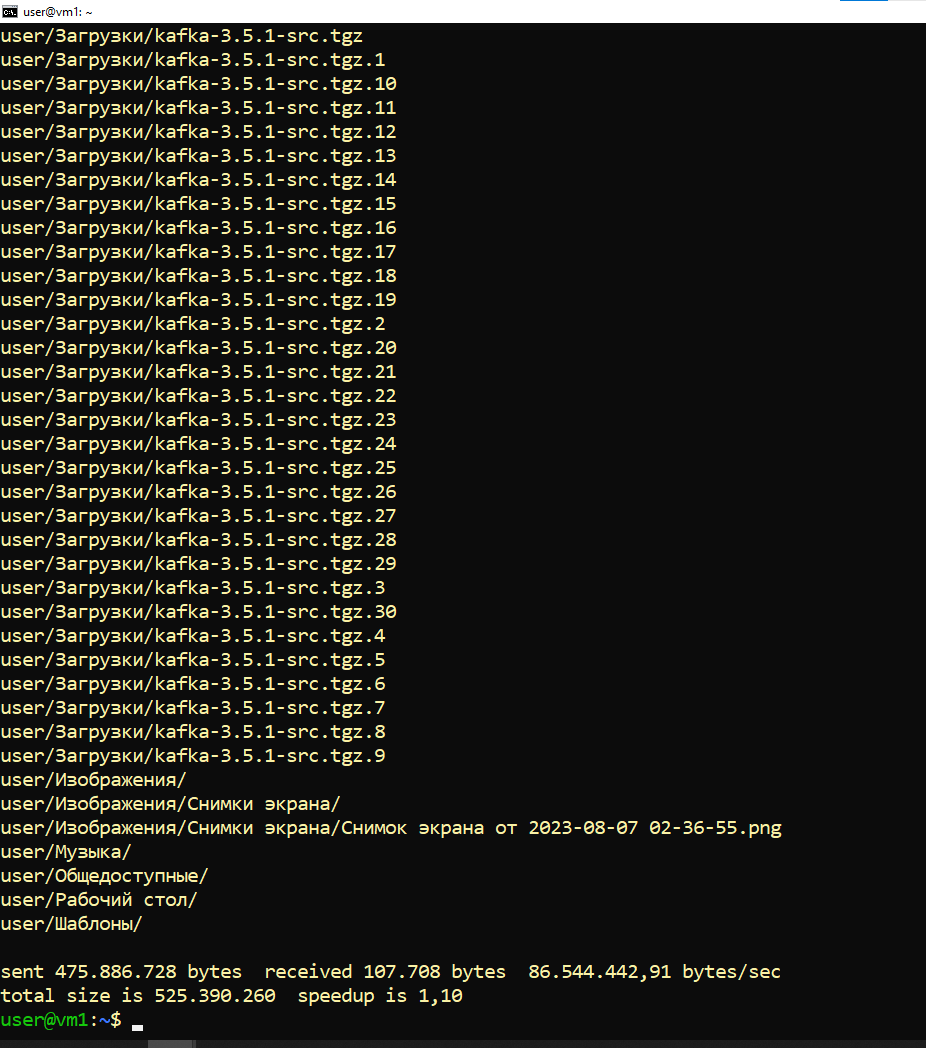 user@vm1: ~
user/Загрузки/kafka-3.5.1-src.tgz
user/Загрузки/kafka-3.5.1-src.tgz.1
user/Загрузки/kafka-3.5.1-src.tgz.10
user/Загрузки/kafka-3.5.1-src.tgz.11
user/Загрузки/kafka-3.5.1-src.tgz.12
user/Загрузки/kafka-3.5.1-src.tgz.13
user/Загрузки/kafka-3.5.1-src.tgz.14
user/Загрузки/kafka-3.5.1-src.tgz.15
user/Загрузки/kafka-3.5.1-src.tgz.16
user/Загрузки/kafka-3.5.1-src.tgz.17
user/Загрузки/kafka-3.5.1-src.tgz.18
user/Загрузки/kafka-3.5.1-src.tgz.19
user/Загрузки/kafka-3.5.1-src.tgz.2
user/Загрузки/kafka-3.5.1-src.tgz.20
user/Загрузки/kafka-3.5.1-src.tgz.21
user/Загрузки/kafka-3.5.1-src.tgz.22
user/Загрузки/kafka-3.5.1-src.tgz.23
user/Загрузки/kafka-3.5.1-src.tgz.24
user/Загрузки/kafka-3.5.1-src.tgz.25
user/Загрузки/kafka-3.5.1-src.tgz.26
user/Загрузки/kafka-3.5.1-src.tgz.27
user/Загрузки/kafka-3.5.1-src.tgz.28
user/Загрузки/kafka-3.5.1-src.tgz.29
user/Загрузки/kafka-3.5.1-src.tgz.3
user/Загрузки/kafka-3.5.1-src.tgz.30
user/Загрузки/kafka-3.5.1-src.tgz.4
user/Загрузки/kafka-3.5.1-src.tgz.5
user/Загрузки/kafka-3.5.1-src.tgz.6
user/Загрузки/kafka-3.5.1-src.tgz.7
user/Загрузки/kafka-3.5.1-src.tgz.8
user/Загрузки/kafka-3.5.1-src.tgz.9
user/Изображения/
user/Изображения/Снимки экрана/
user/Изображения/Снимки экрана/Снимок экрана от 2023-08-07 02-36-55.png
user/Музыка/
user/Общедоступные/
user/Рабочий стол/
user/Шаблоны/
sent 475.886.728 bytes  received 107.708 bytes  86.544.442,91 bytes/sec
total size is 525.390.260  speedup is 1,10
user@vm1:~$